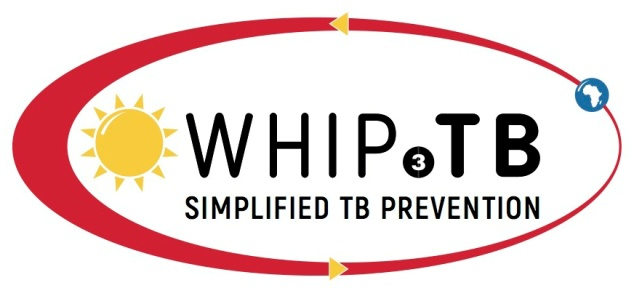 WHIP3TB
SIMPLIFIED TB PREVENTION